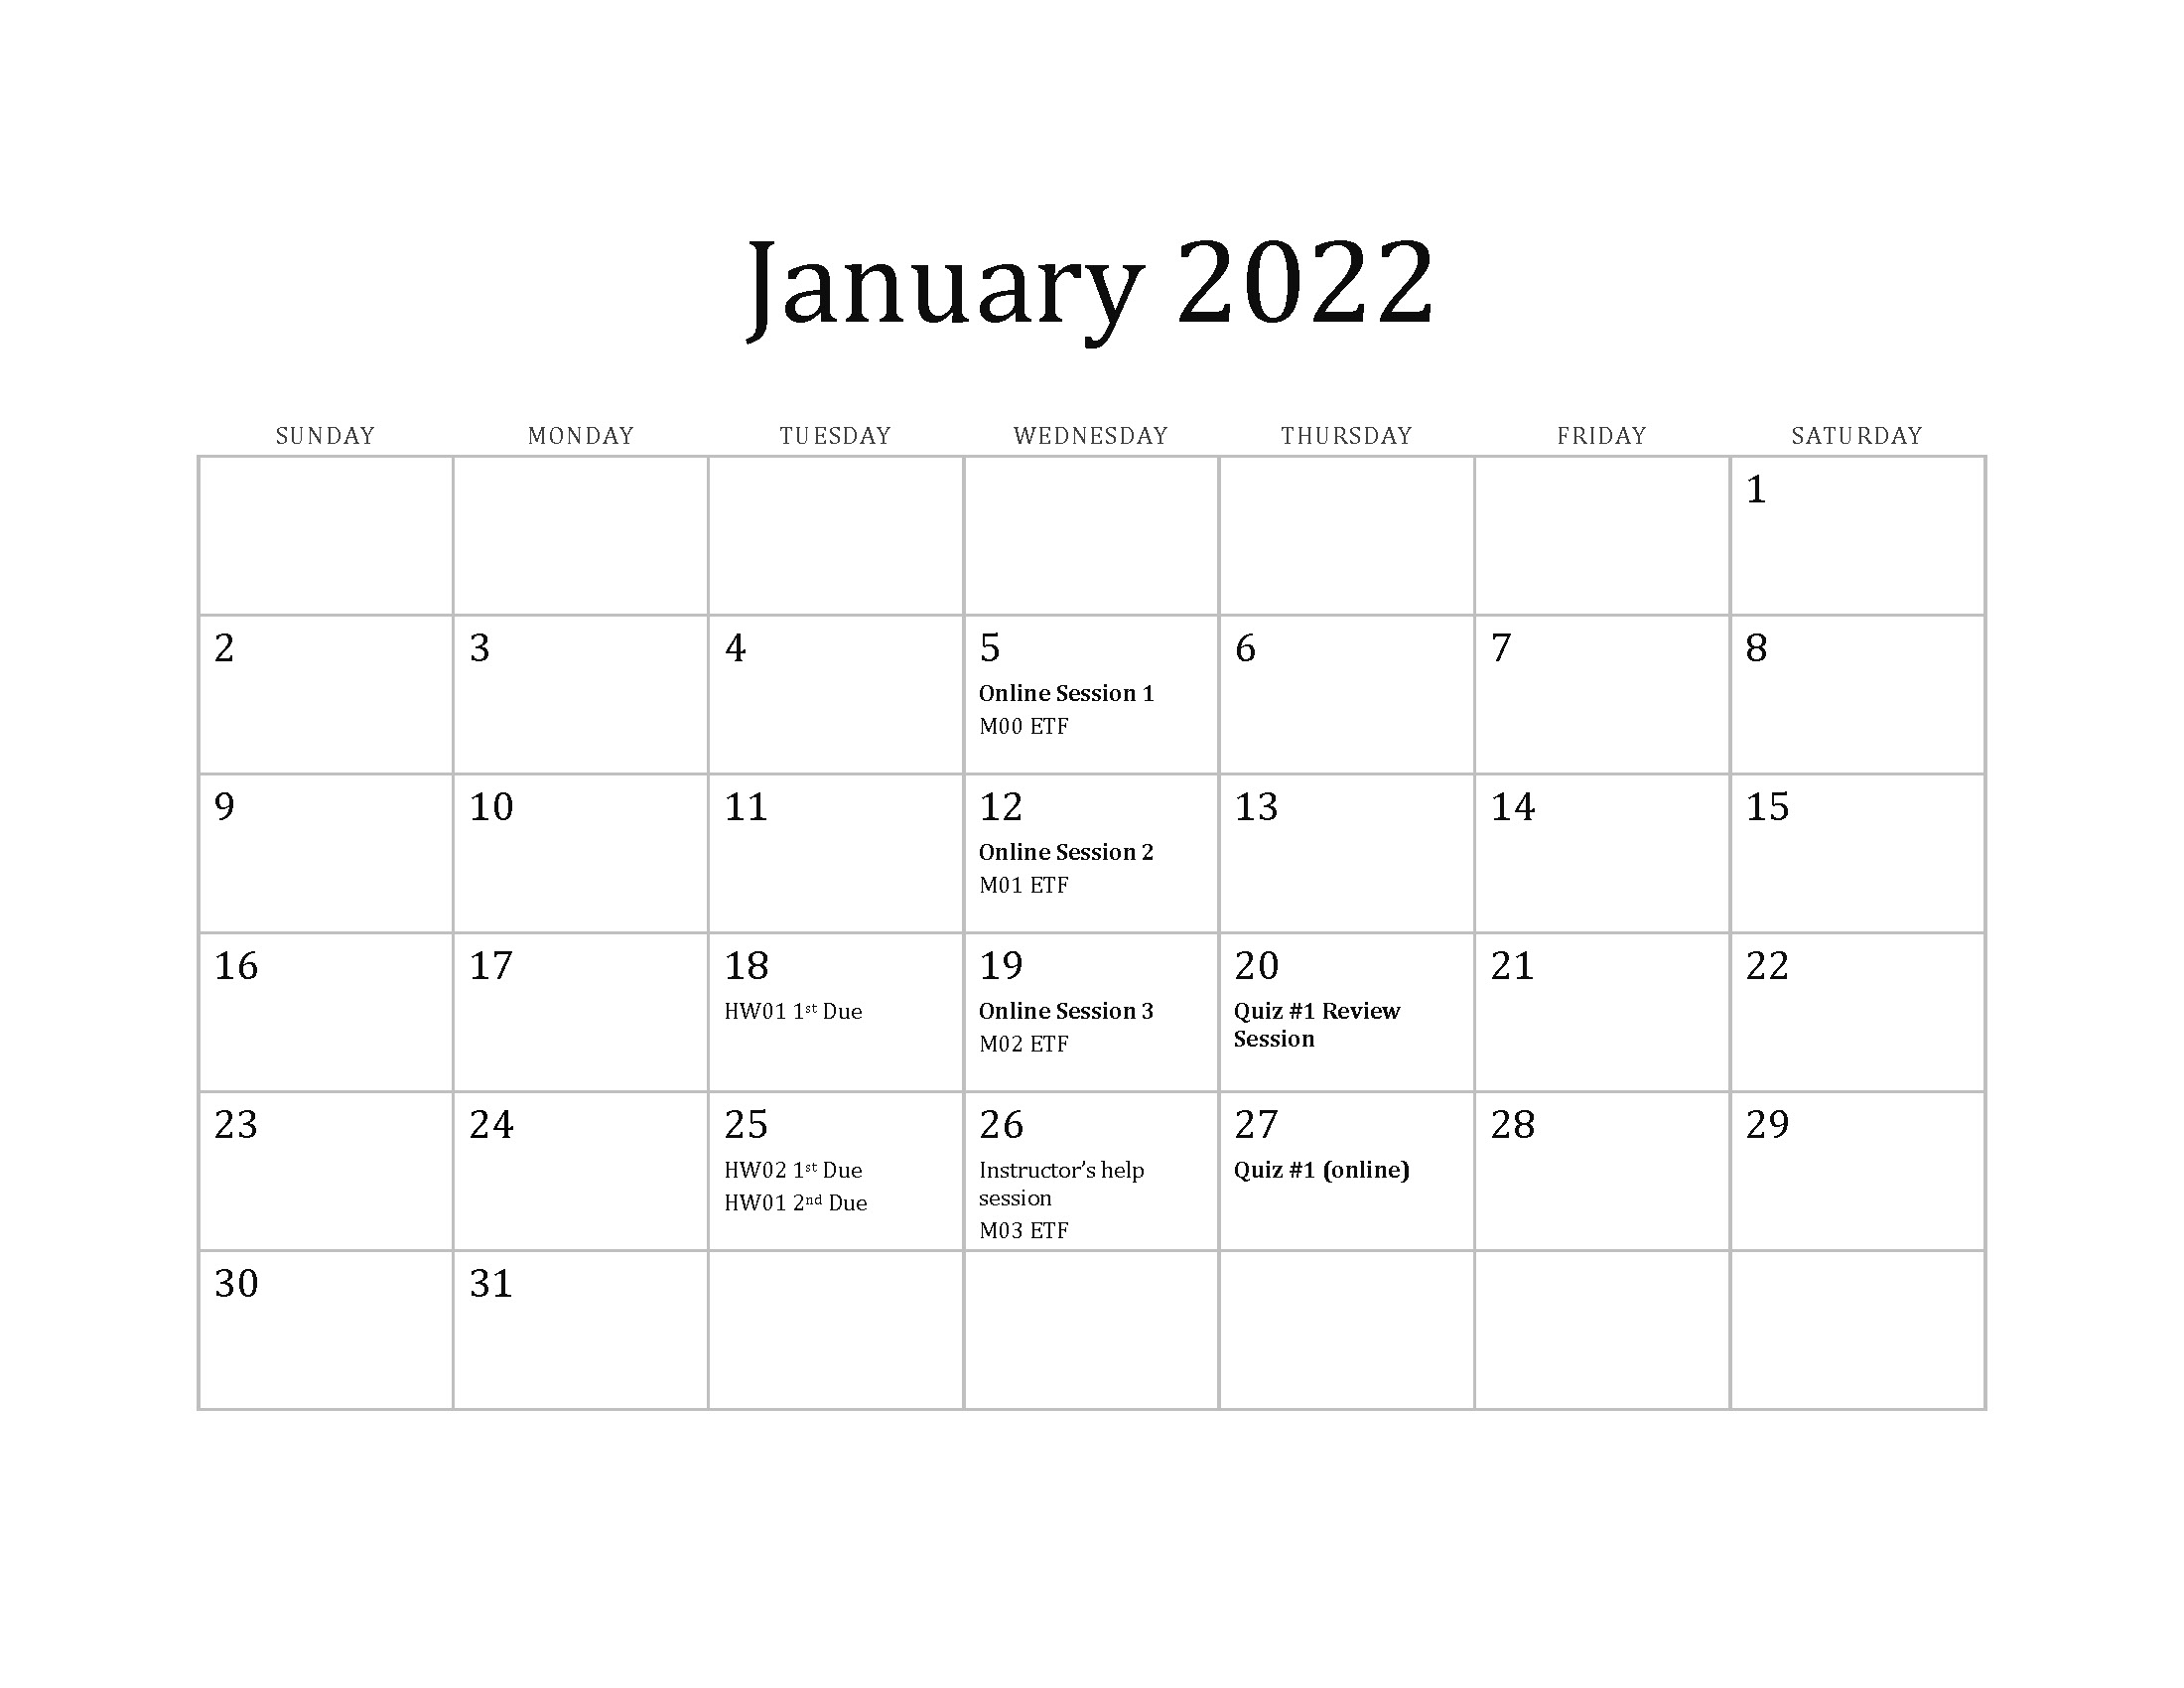 January 2022
SUNDAY MONDAY TUESDAY WEDNESDAY THURSDAY FRIDAY SATURDAY
1
2 3 4 5 6 7 8
Online Session 1
M00 ETF
9 10 11 12 13 14 15
Online Session 2
M01 ETF
16 17 18 19 20 21 22
HW01 1st Due Online Session 3 Quiz #1 Review
Session
M02 ETF
23 24 25 26 27 28 29
HW02 1st Due Instructor’s help Quiz #1 (online)
HW01 2nd Due session
M03 ETF
30 31